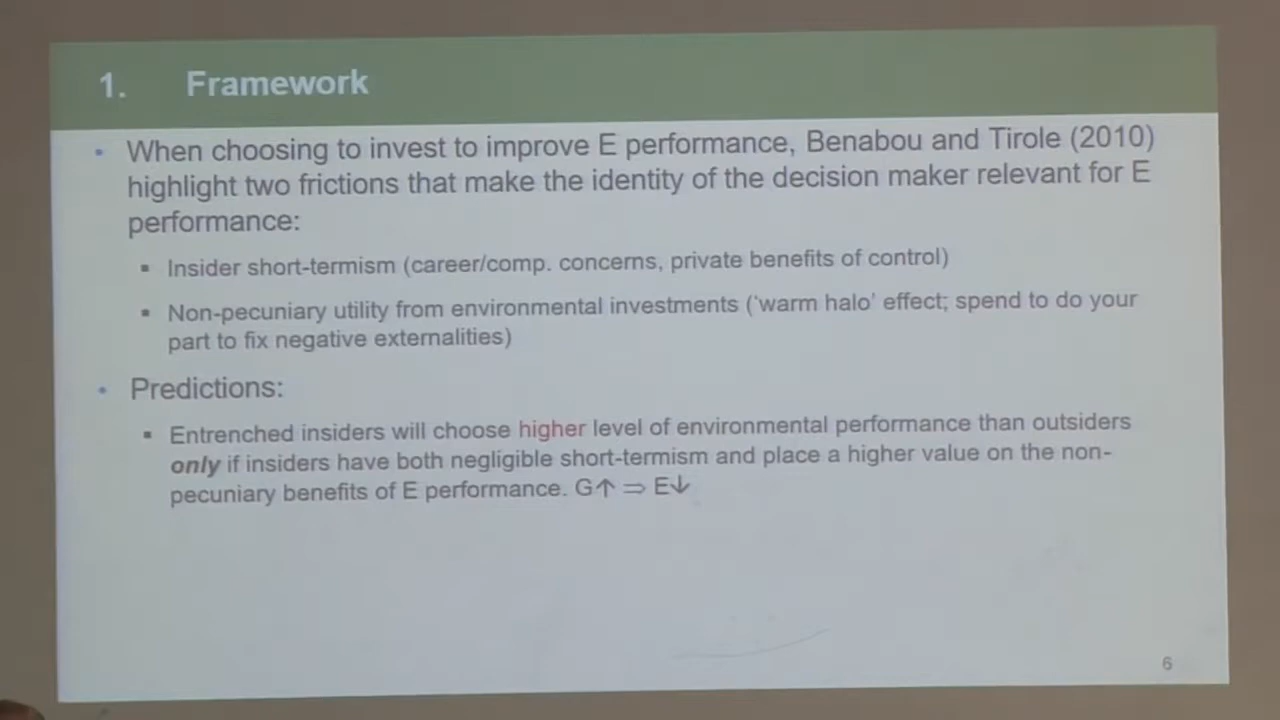 1. Framework
• When choosing to invest to improve E performance, Benabou and Tirole (2010)
highlight two frictions that make the identity of the decision maker relevant for E
performance:
▪ Insider short-termism (career/comp. concerns, private benefits of control)
▪ Non-pecuniary utility from environmental investments (‘warm halo’ effect; spend to do your
part to fix negative externalities)
• Predictions:
▪ Entrenched insiders will choose higher level of environmental performance than outsiders
only if insiders have both negligible short-termism and place a higher value on the non-
pecuniary benefits of E performance. G↑ ⇒ E↓
6